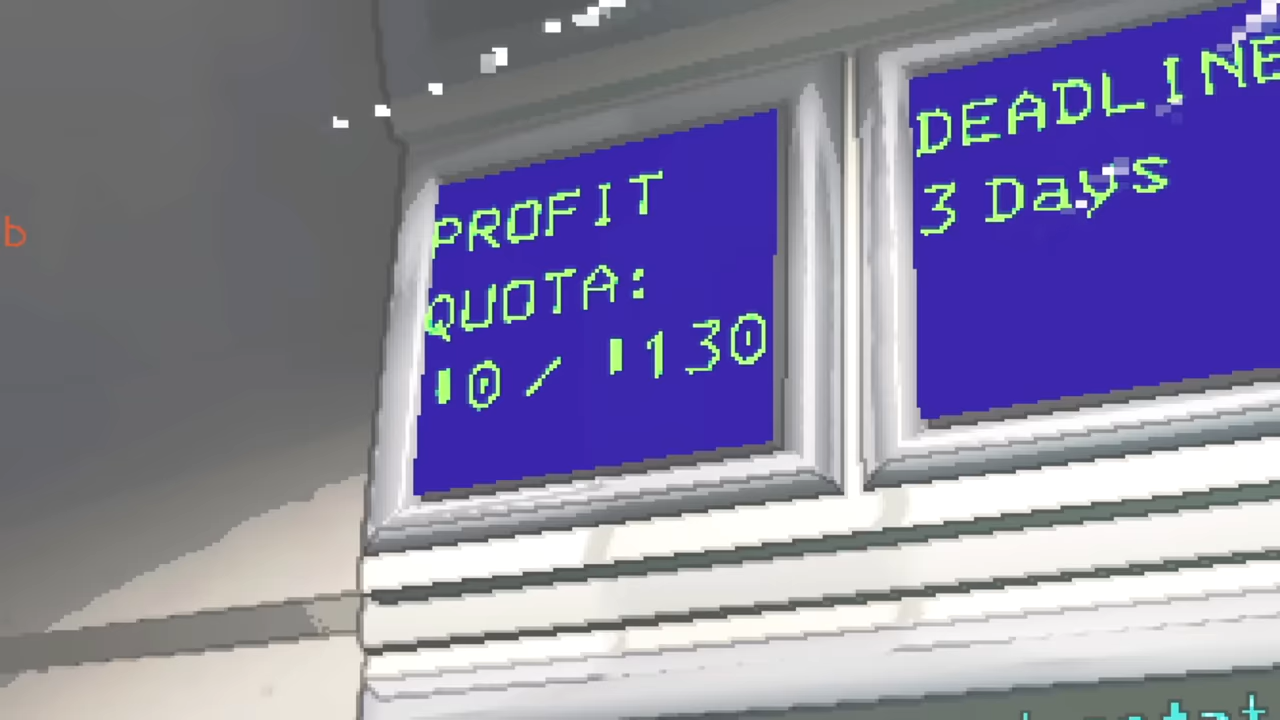 PROFIT
QUOTA:
▮0 / ▮130
DEADLINE
3 Days
b